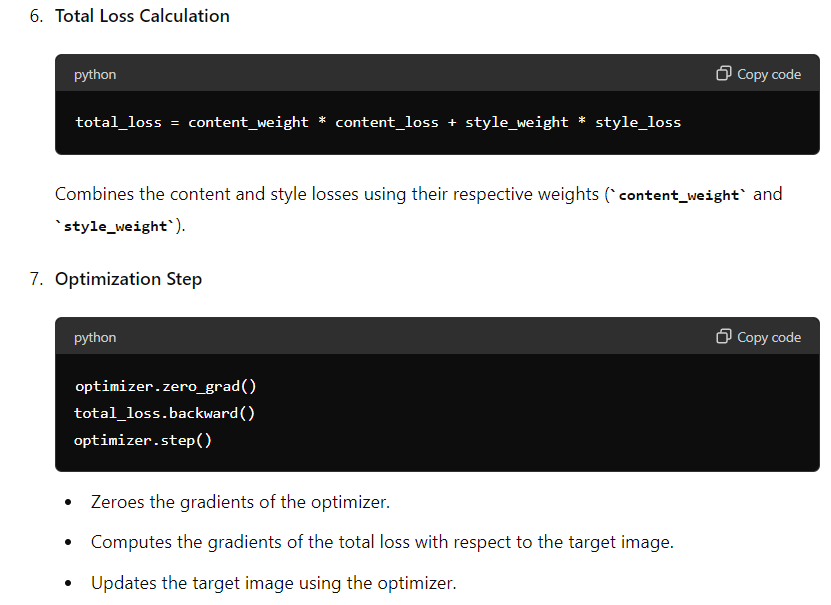 6. Total Loss Calculation
python Copy code
total_loss = content_weight * content_loss + style_weight * style_loss
Combines the content and style losses using their respective weights (`content_weight` and
`style_weight`).
7. Optimization Step
python Copy code
optimizer.zero_grad()
total_loss.backward()
optimizer.step()
• Zeroes the gradients of the optimizer.
• Computes the gradients of the total loss with respect to the target image.
• Updates the target image using the optimizer.